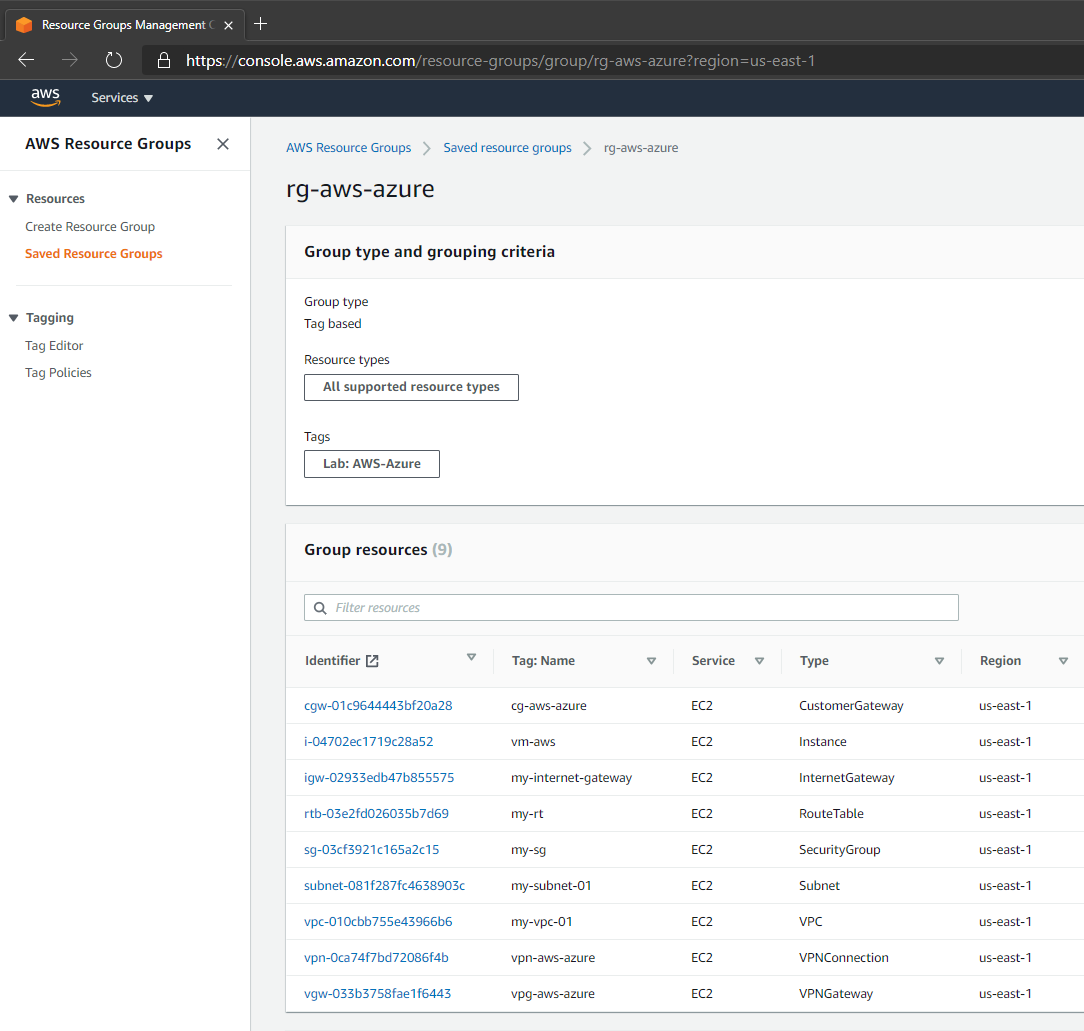 Resource Groups Management C
https://console.aws.amazon.com/resource-groups/group/rg-aws-azure?region=us-east-1
aws
Services
AWS Resource Groups
Resources
Create Resource Group
Saved Resource Groups
Tagging
Tag Editor
Tag Policies
AWS Resource Groups > Saved resource groups > rg-aws-azure
rg-aws-azure
Group type and grouping criteria
Group type
Tag based
Resource types
All supported resource types
Tags
Lab: AWS-Azure
Group resources (9)
Filter resources
Identifier Tag: Name Service Type Region
cgw-01c9644443bf20a28 cg-aws-azure EC2 CustomerGateway us-east-1
i-04702ec1719c28a52 vm-aws EC2 Instance us-east-1
igw-02933edb47b855575 my-internet-gateway EC2 InternetGateway us-east-1
rtb-03e2fd026035b7d69 my-rt EC2 RouteTable us-east-1
sg-03cf3921c165a2c15 my-sg EC2 SecurityGroup us-east-1
subnet-081f287fc4638903c my-subnet-01 EC2 Subnet us-east-1
vpc-010cbb755e43966b6 my-vpc-01 EC2 VPC us-east-1
vpn-0ca74f7bd72086f4b vpn-aws-azure EC2 VPNConnection us-east-1
vgw-033b3758fae1f6443 vpg-aws-azure EC2 VPNGateway us-east-1